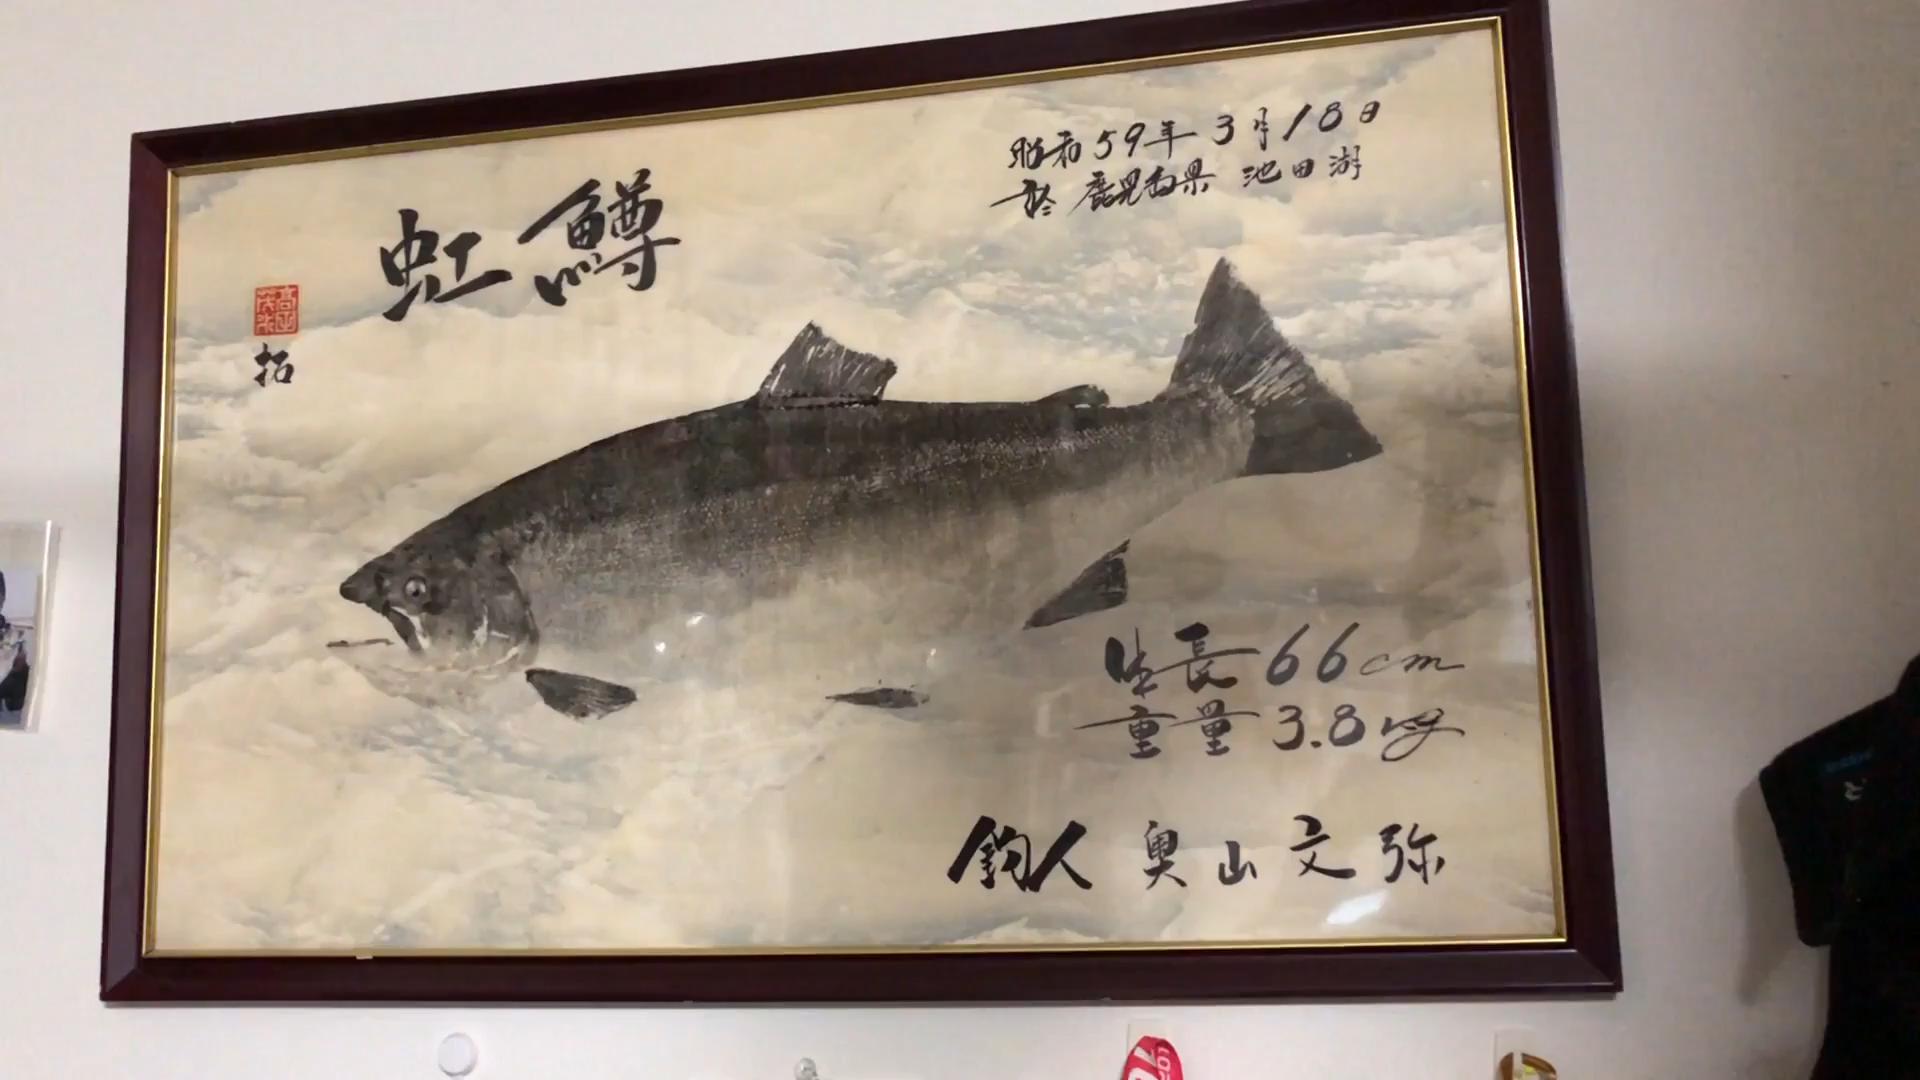 昭和59年3月18日
於 鹿児島県 池田湖
虹鱒
拓
生長66cm
重量3.8kg
釣人 奥山文弥